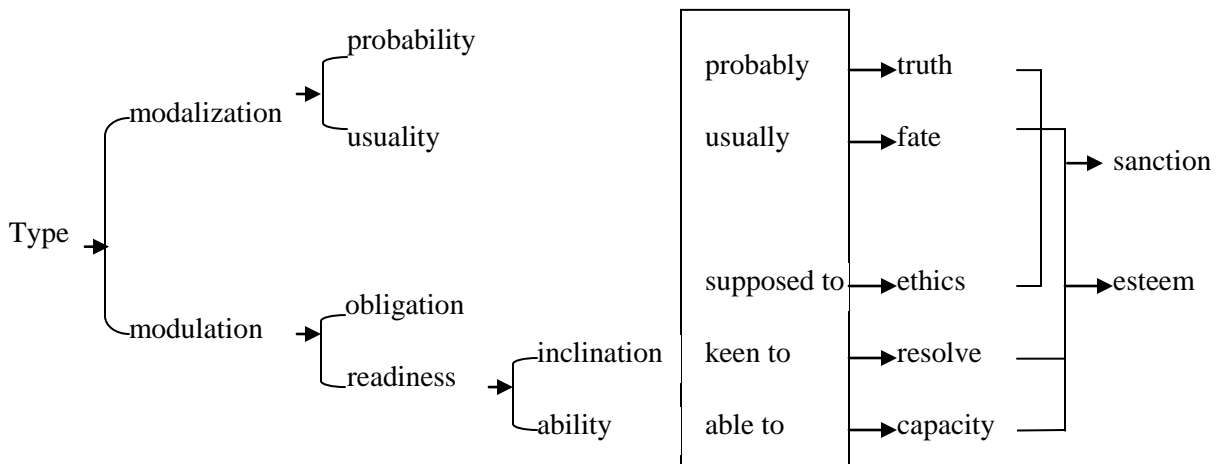 probability
probably truth
modalization
usuality usually fate
sanction
Type
supposed to ethics esteem
obligation
modulation
inclination keen to resolve
readiness
ability able to capacity